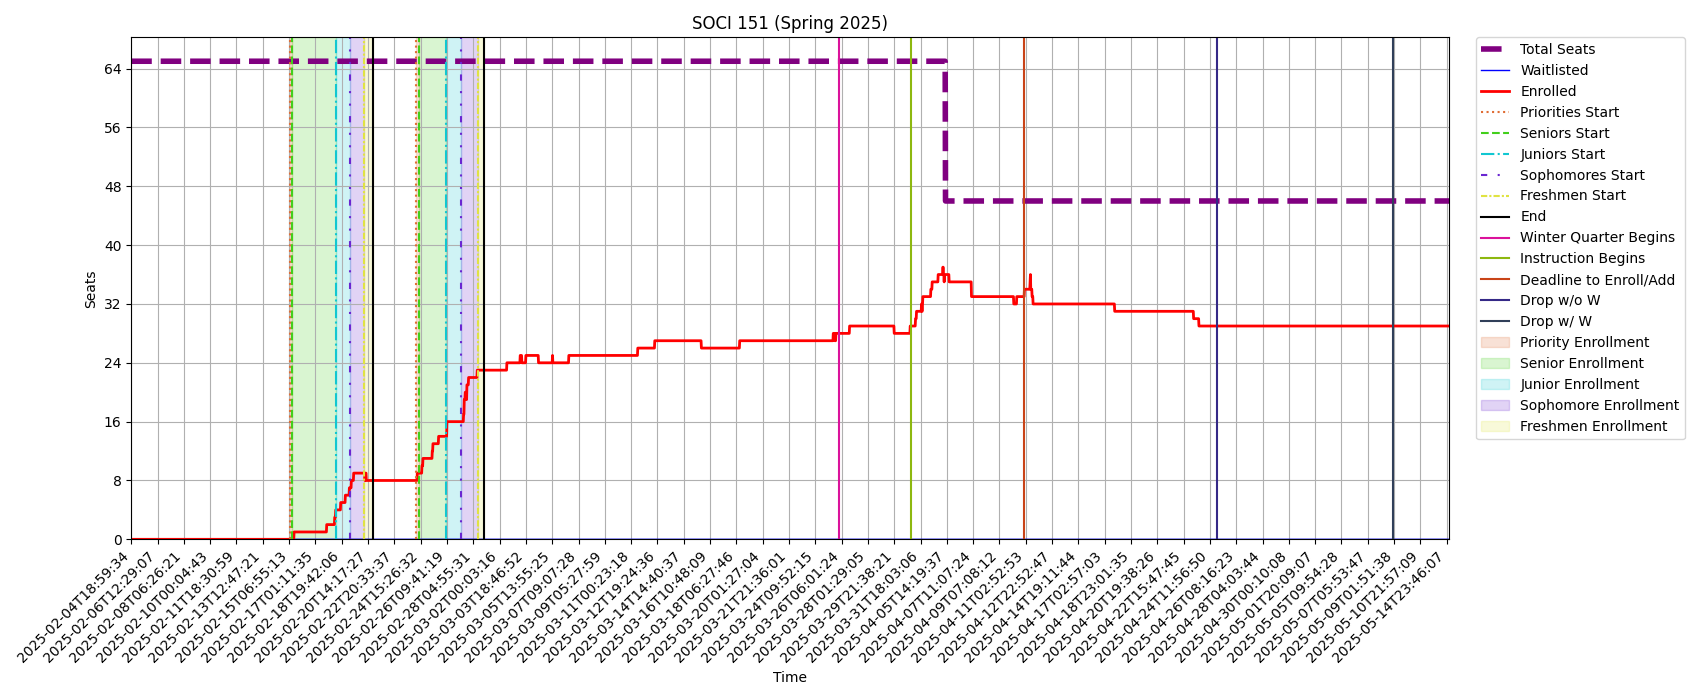 SOCI 151 (Spring 2025)
64
56
48
40
32
24
16
8
0
Seats
2025-02-04T18:59:34
2025-02-06T12:29:07
2025-02-08T06:26:21
2025-02-10T00:04:43
2025-02-11T18:30:59
2025-02-13T12:47:21
2025-02-15T06:55:13
2025-02-17T01:11:35
2025-02-18T19:42:06
2025-02-20T14:17:27
2025-02-22T20:33:37
2025-02-24T15:26:32
2025-02-26T09:41:19
2025-02-28T04:55:31
2025-03-02T00:03:16
2025-03-03T18:46:52
2025-03-05T13:55:25
2025-03-07T09:07:28
2025-03-09T05:27:59
2025-03-11T00:23:18
2025-03-12T19:24:36
2025-03-14T14:40:37
2025-03-16T10:48:09
2025-03-18T06:27:46
2025-03-20T01:27:04
2025-03-21T21:36:01
2025-03-24T09:52:15
2025-03-26T06:01:24
2025-03-28T01:29:05
2025-03-29T21:38:21
2025-03-31T18:03:06
2025-04-05T14:19:37
2025-04-07T11:07:24
2025-04-09T07:08:12
2025-04-11T02:52:53
2025-04-12T22:52:47
2025-04-14T19:11:44
2025-04-17T02:57:03
2025-04-18T23:01:35
2025-04-20T19:38:26
2025-04-22T15:47:45
2025-04-24T11:56:50
2025-04-26T08:16:23
2025-04-28T04:03:44
2025-04-30T00:10:08
2025-05-01T20:09:07
2025-05-05T09:54:28
2025-05-07T05:53:47
2025-05-09T01:51:38
2025-05-10T21:57:09
2025-05-14T23:46:07
Time
Total Seats
Waitlisted
Enrolled
Priorities Start
Seniors Start
Juniors Start
Sophomores Start
Freshmen Start
End
Winter Quarter Begins
Instruction Begins
Deadline to Enroll/Add
Drop w/o W
Drop w/ W
Priority Enrollment
Senior Enrollment
Junior Enrollment
Sophomore Enrollment
Freshmen Enrollment